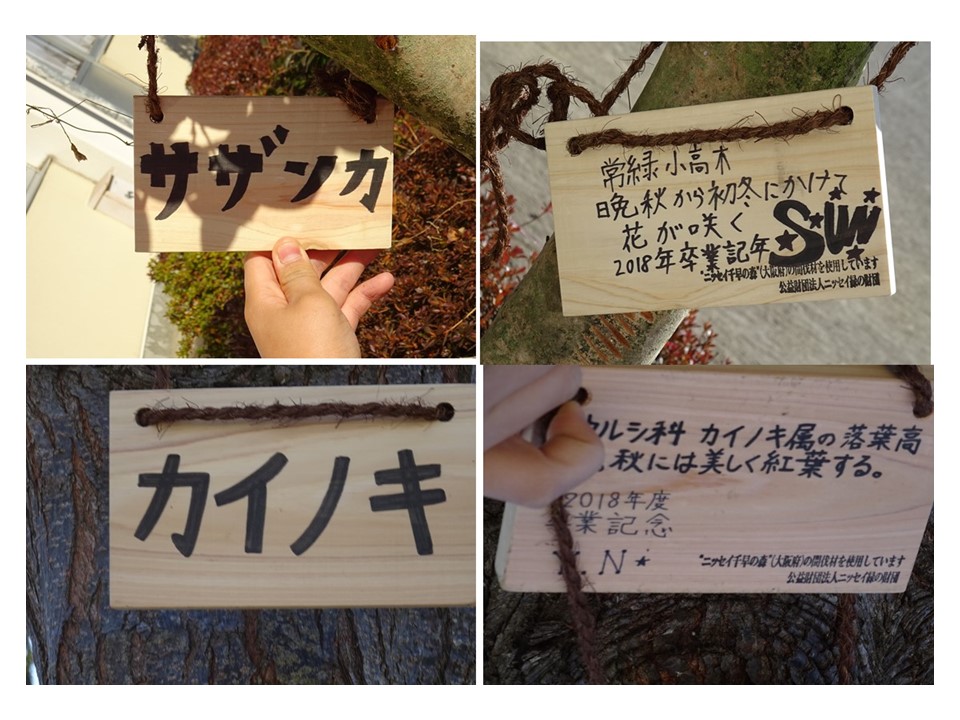 サザンカ
常緑小高木
晩秋から初冬にかけて
花が咲く
2018年卒業記年
SW
"ニッセイ千早の森"(大阪府)の間伐材を使用しています
公益財団法人ニッセイ緑の財団
カイノキ
ウルシ科 カイノキ属の落葉高
秋には美しく紅葉する。
2018年度
業記念
N
"ニッセイ千早の森"(大阪府)の間伐材を使用しています
公益財団法人ニッセイ緑の財団